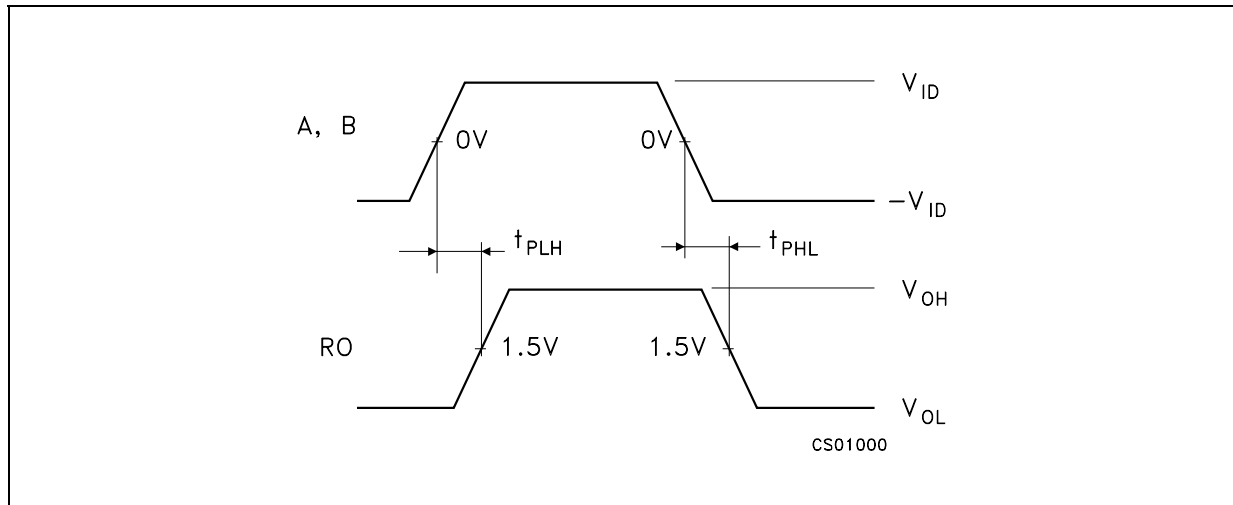 V_ID
A, B
0V
0V
-V_ID
t_PLH
t_PHL
V_OH
RO
1.5V
1.5V
V_OL
CS01000